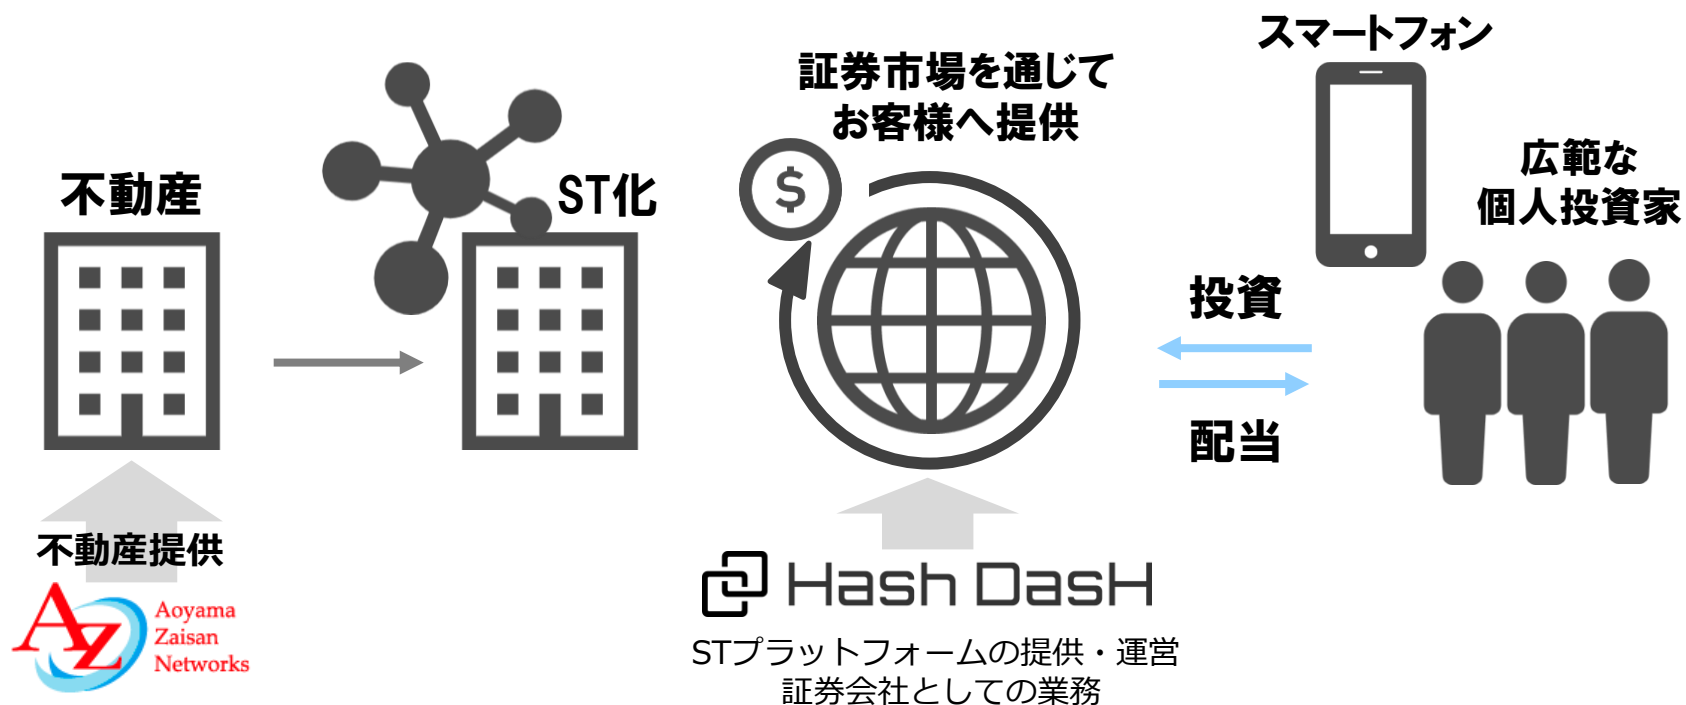 不動産
ST化
証券市場を通じて
お客様へ提供
スマートフォン
広範な
個人投資家
$
投資
配当
不動産提供
AZ
Aoyama
Zaisan
Networks
Hash DasH
STプラットフォームの提供・運営
証券会社としての業務